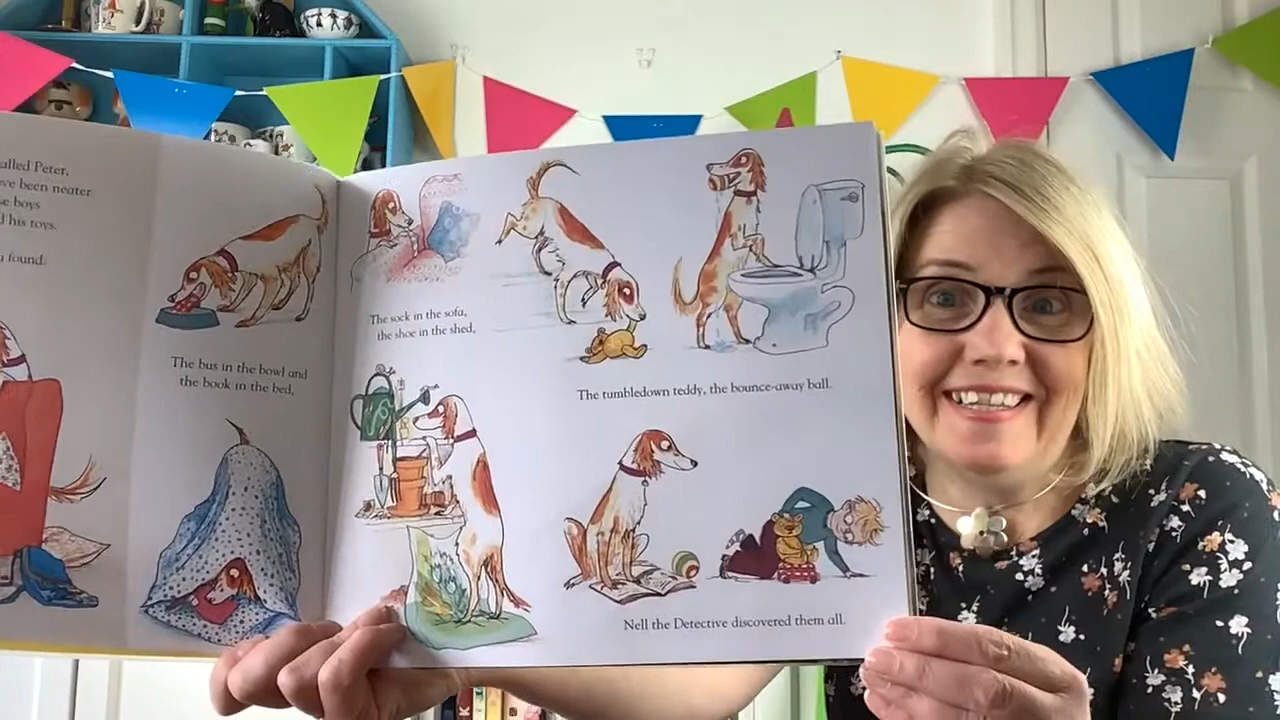 alled Peter,
ve been neater
e boys
d his toys.
u found.
The bus in the bowl and
the book in the bed,
The sock in the sofa,
the shoe in the shed,
The tumbledown teddy, the bounce-away ball.
Nell the Detective discovered them all.